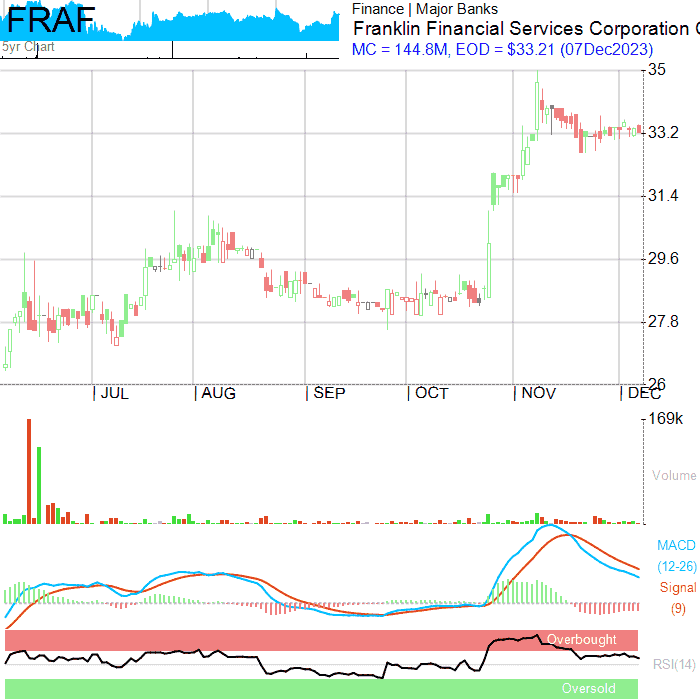 FRAF
5yr Chart
Finance | Major Banks
Franklin Financial Services Corporation
MC = 144.8M, EOD = $33.21 (07Dec2023)
35
33.2
31.4
29.6
27.8
26
JUL AUG SEP OCT NOV DEC
169k
Volume
MACD
(12-26)
Signal
(9)
Overbought
RSI(14)
Oversold